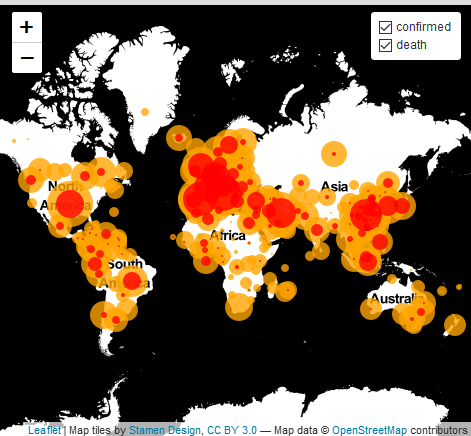 +
−
confirmed
death
North
America
Asia
Africa
South
America
Australia
Leaflet | Map tiles by Stamen Design, CC BY 3.0 — Map data © OpenStreetMap contributors